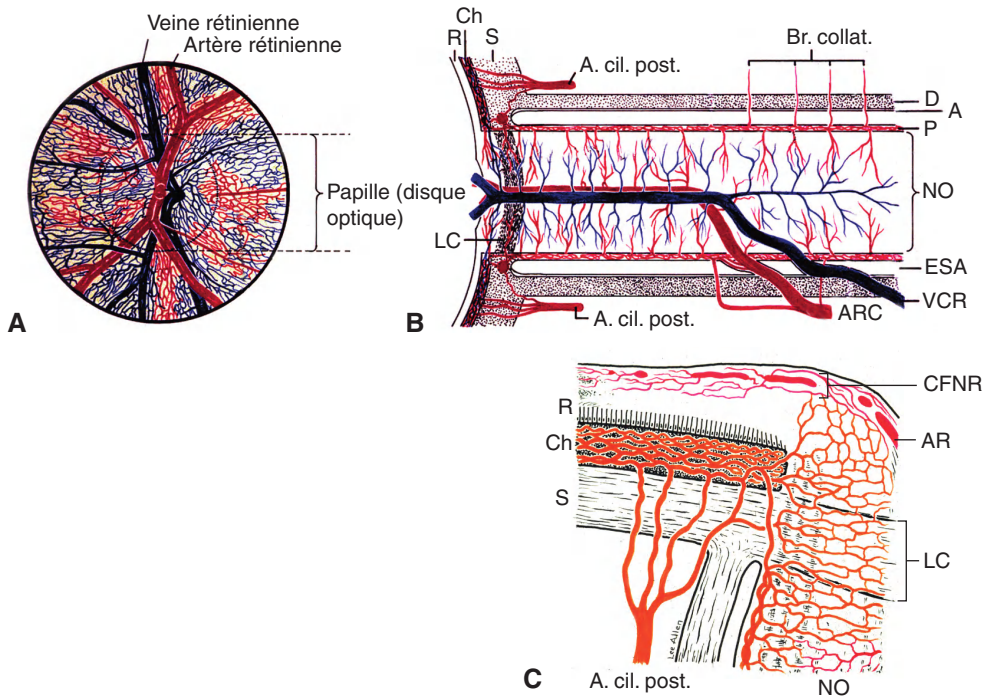 Veine rétinienne
Artère rétinienne
Papille (disque
optique)
A
Ch
R
S
A. cil. post.
Br. collat.
D
A
P
NO
LC
ESA
VCR
ARC
A. cil. post.
B
CFNR
R
AR
Ch
S
LC
Lee Allen
A. cil. post.
NO
C